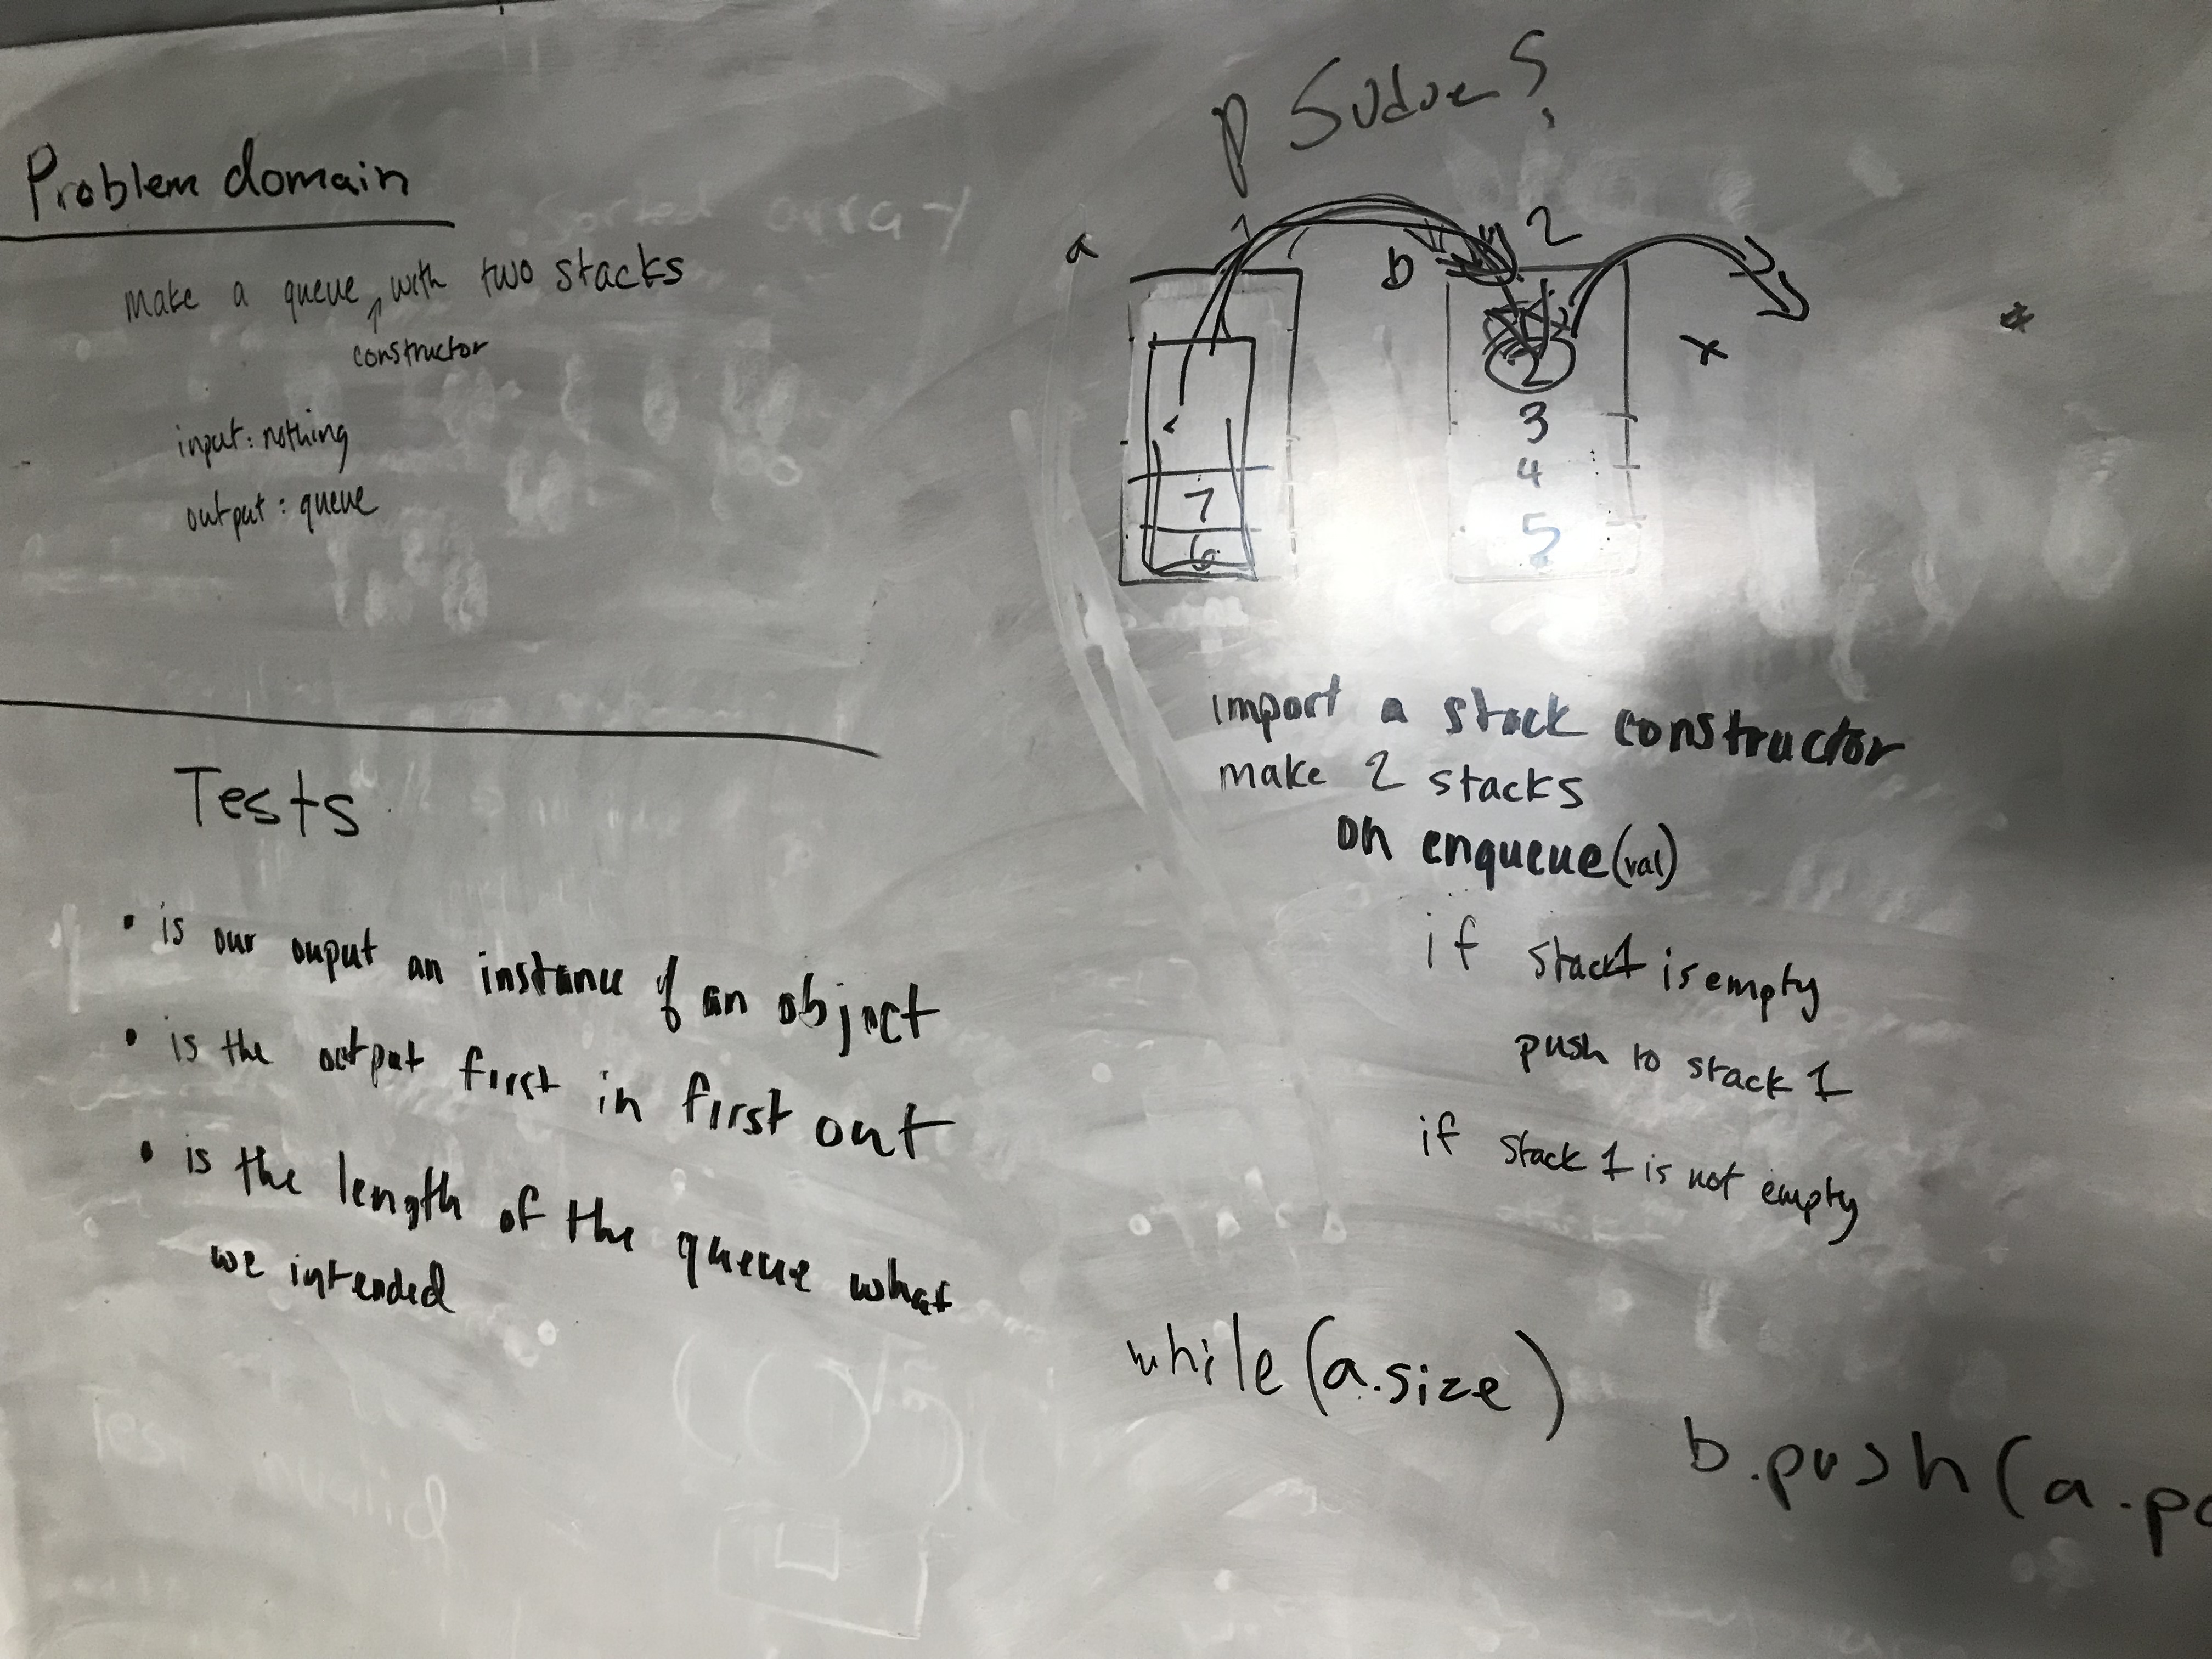 Problem domain
make a queue with two stacks
constructor
input: nothing
output: queue
Tests
• is our ouput an instance of an object
• is the output first in first out
• is the length of the queue what
we intended
a
b
2
2
3
4
5
7
6
x
import a stack constructor
make 2 stacks
on enqueue(val)
if stack1 is empty
push to stack 1
if stack 1 is not empty
while (a.size)
b.push(a.po